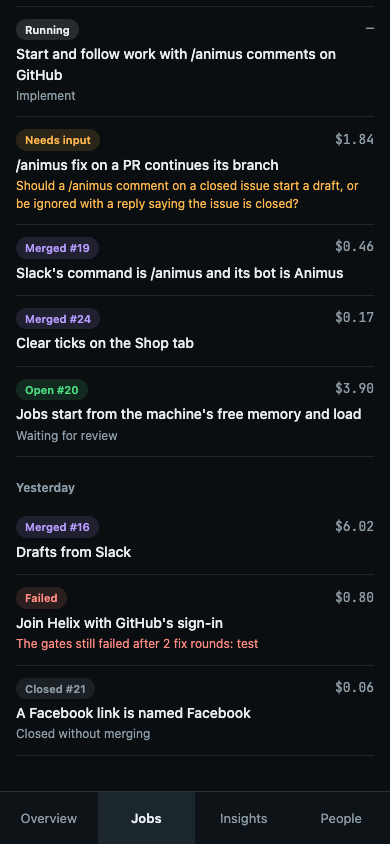 Running —
Start and follow work with /animus comments on
GitHub
Implement
Needs input $1.84
/animus fix on a PR continues its branch
Should a /animus comment on a closed issue start a draft, or
be ignored with a reply saying the issue is closed?
Merged #19 $0.46
Slack's command is /animus and its bot is Animus
Merged #24 $0.17
Clear ticks on the Shop tab
Open #20 $3.90
Jobs start from the machine's free memory and load
Waiting for review
Yesterday
Merged #16 $6.02
Drafts from Slack
Failed $0.80
Join Helix with GitHub's sign-in
The gates still failed after 2 fix rounds: test
Closed #21 $0.06
A Facebook link is named Facebook
Closed without merging
Overview Jobs Insights People